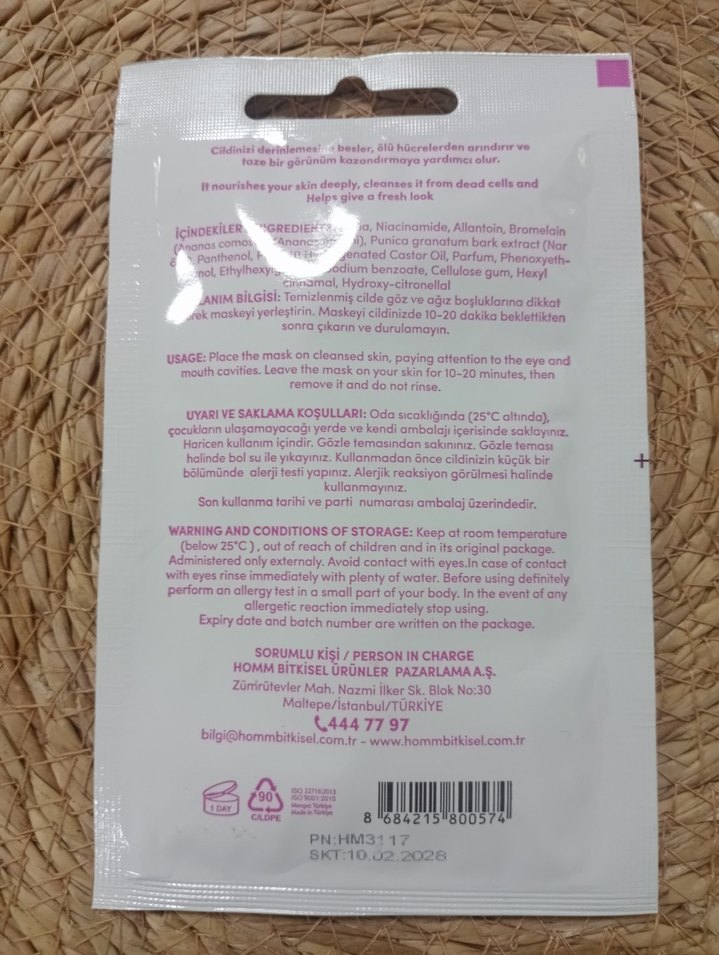 Cildinizi derinlemesine besler, ölü hücrelerden arındırır ve
taze bir görünüm kazandırmaya yardımcı olur.
It nourishes your skin deeply, cleanses it from dead cells and
Helps give a fresh look
İÇİNDEKİLER Niacinamide, Allantoin, Bromelain
Punica granatum bark extract (Nar
Panthenol, Castor Oil, Parfum, Phenoxyeth-
Sodium benzoate, Cellulose gum, Hexyl
Hydroxy-citronellal
BİLGİSİ: Temizlenmiş cilde göz ve ağız boşluklarına dikkat
maskeyi yerleştirin. Maskeyi cildinizde 10-20 dakika beklettikten
sonra çıkarın ve durulamayın.
USAGE: Place the mask on cleansed skin, paying attention to the eye and
mouth cavities. Leave the mask on your skin for 10-20 minutes, then
remove it and do not rinse.
UYARI VE SAKLAMA KOŞULLARI: Oda sıcaklığında (25°C altında),
çocukların ulaşamayacağı yerde ve kendi ambalajı içerisinde saklayınız.
Haricen kullanım içindir. Gözle temasından sakınınız. Gözle teması
halinde bol su ile yıkayınız. Kullanmadan önce cildinizin küçük bir
bölümünde alerji testi yapınız. Alerjik reaksiyon görülmesi halinde
kullanmayınız.
Son kullanma tarihi ve parti numarası ambalaj üzerindedir.
WARNING AND CONDITIONS OF STORAGE: Keep at room temperature
(below 25°C ) , out of reach of children and in its original package.
Administered only externaly. Avoid contact with eyes.In case of contact
with eyes rinse immediately with plenty of water. Before using definitely
perform an allergy test in a small part of your body. In the event of any
allergetic reaction immediately stop using.
Expiry date and batch number are written on the package.
SORUMLU KİŞİ / PERSON IN CHARGE
HOMM BİTKİSEL ÜRÜNLER PAZARLAMA A.Ş.
Zümrütevler Mah. Nazmi İlker Sk. Blok No:30
Maltepe/İstanbul/TÜRKİYE
444 77 97
bilgi@hommbitkisel.com.tr - www.hommbitkisel.com.tr
1 DAY
90
C/LDPE
ISO 22716:2013
ISO 9001:2015
Menşei: Türkiye
Made in Türkiye
8 684215 800574
PN:HM3117
SKT:10.02.2028